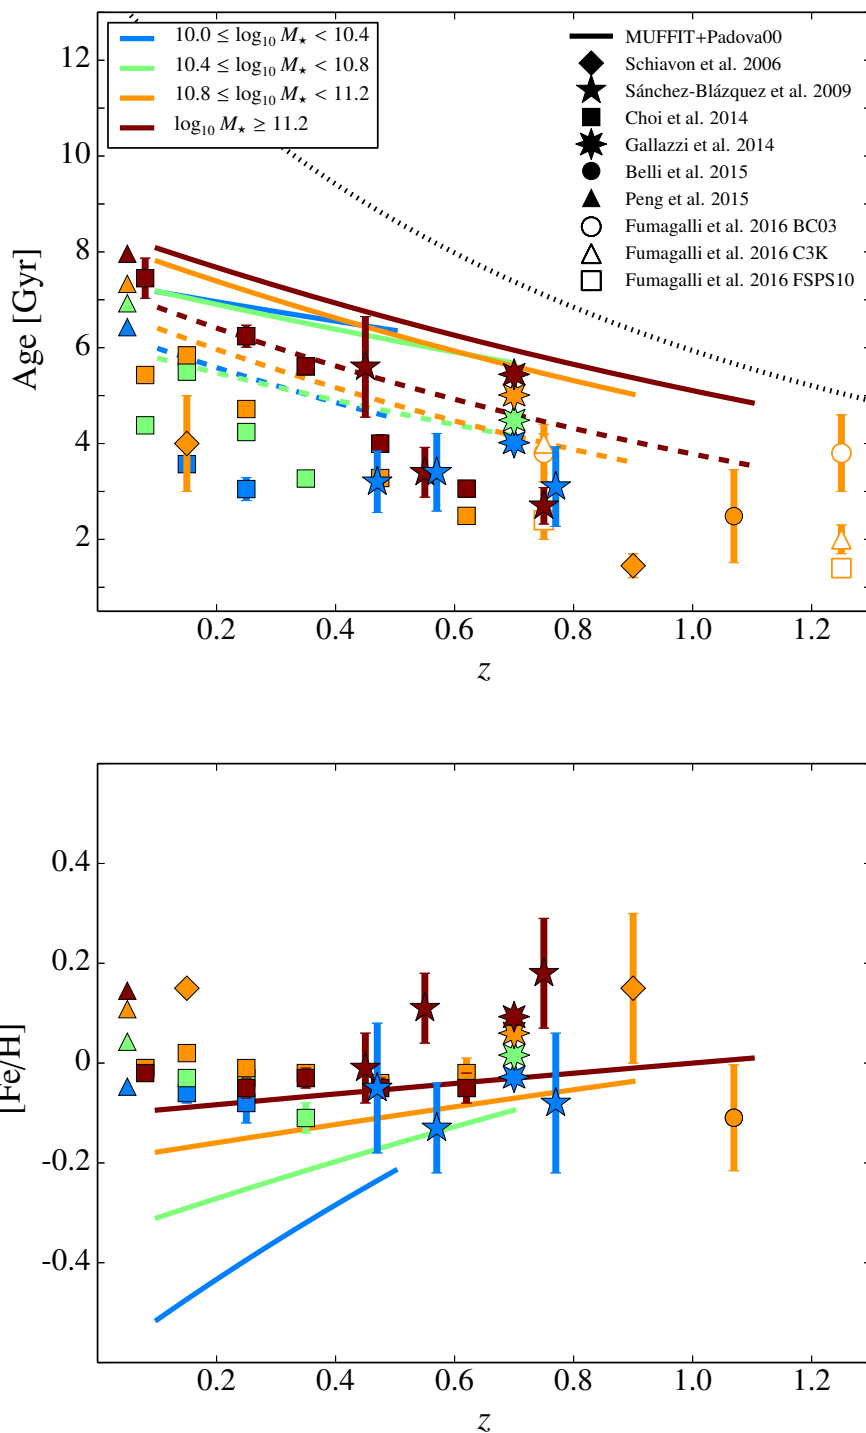 10.0 ≤ log₁₀ M⋆ < 10.4
10.4 ≤ log₁₀ M⋆ < 10.8
10.8 ≤ log₁₀ M⋆ < 11.2
log₁₀ M⋆ ≥ 11.2
MUFFIT+Padova00
Schiavon et al. 2006
Sánchez-Blázquez et al. 2009
Choi et al. 2014
Gallazzi et al. 2014
Belli et al. 2015
Peng et al. 2015
Fumagalli et al. 2016 BC03
Fumagalli et al. 2016 C3K
Fumagalli et al. 2016 FSPS10
Age [Gyr]
12
10
8
6
4
2
0.2 0.4 0.6 0.8 1.0 1.2
z
[Fe/H]
0.4
0.2
0
-0.2
-0.4
0.2 0.4 0.6 0.8 1.0 1.2
z